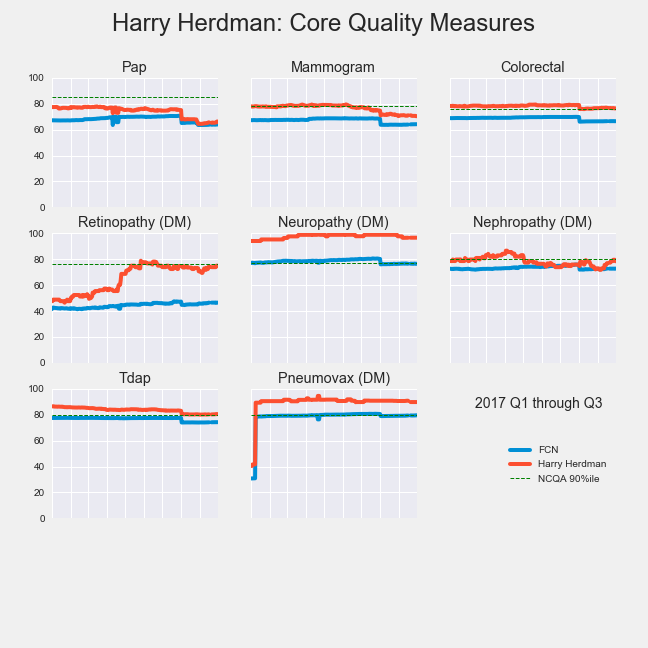 Harry Herdman: Core Quality Measures
Pap
Mammogram
Colorectal
100
80
60
40
20
0
Retinopathy (DM)
Neuropathy (DM)
Nephropathy (DM)
100
80
60
40
20
0
Tdap
Pneumovax (DM)
100
80
60
40
20
0
2017 Q1 through Q3
FCN
Harry Herdman
NCQA 90%ile